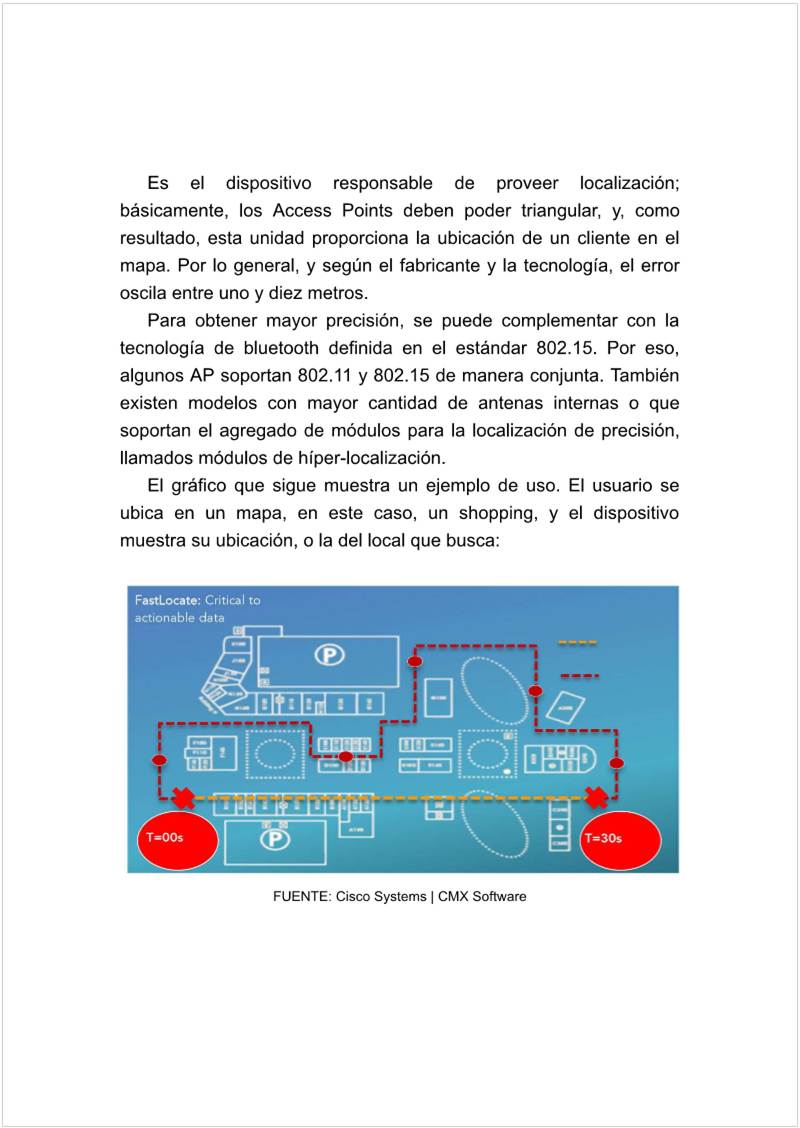 Es el dispositivo responsable de proveer localización;
básicamente, los Access Points deben poder triangular, y, como
resultado, esta unidad proporciona la ubicación de un cliente en el
mapa. Por lo general, y según el fabricante y la tecnología, el error
oscila entre uno y diez metros.
Para obtener mayor precisión, se puede complementar con la
tecnología de bluetooth definida en el estándar 802.15. Por eso,
algunos AP soportan 802.11 y 802.15 de manera conjunta. También
existen modelos con mayor cantidad de antenas internas o que
soportan el agregado de módulos para la localización de precisión,
llamados módulos de híper-localización.
El gráfico que sigue muestra un ejemplo de uso. El usuario se
ubica en un mapa, en este caso, un shopping, y el dispositivo
muestra su ubicación, o la del local que busca:
FastLocate: Critical to
actionable data
P
T=00s
P
T=30s
FUENTE: Cisco Systems | CMX Software